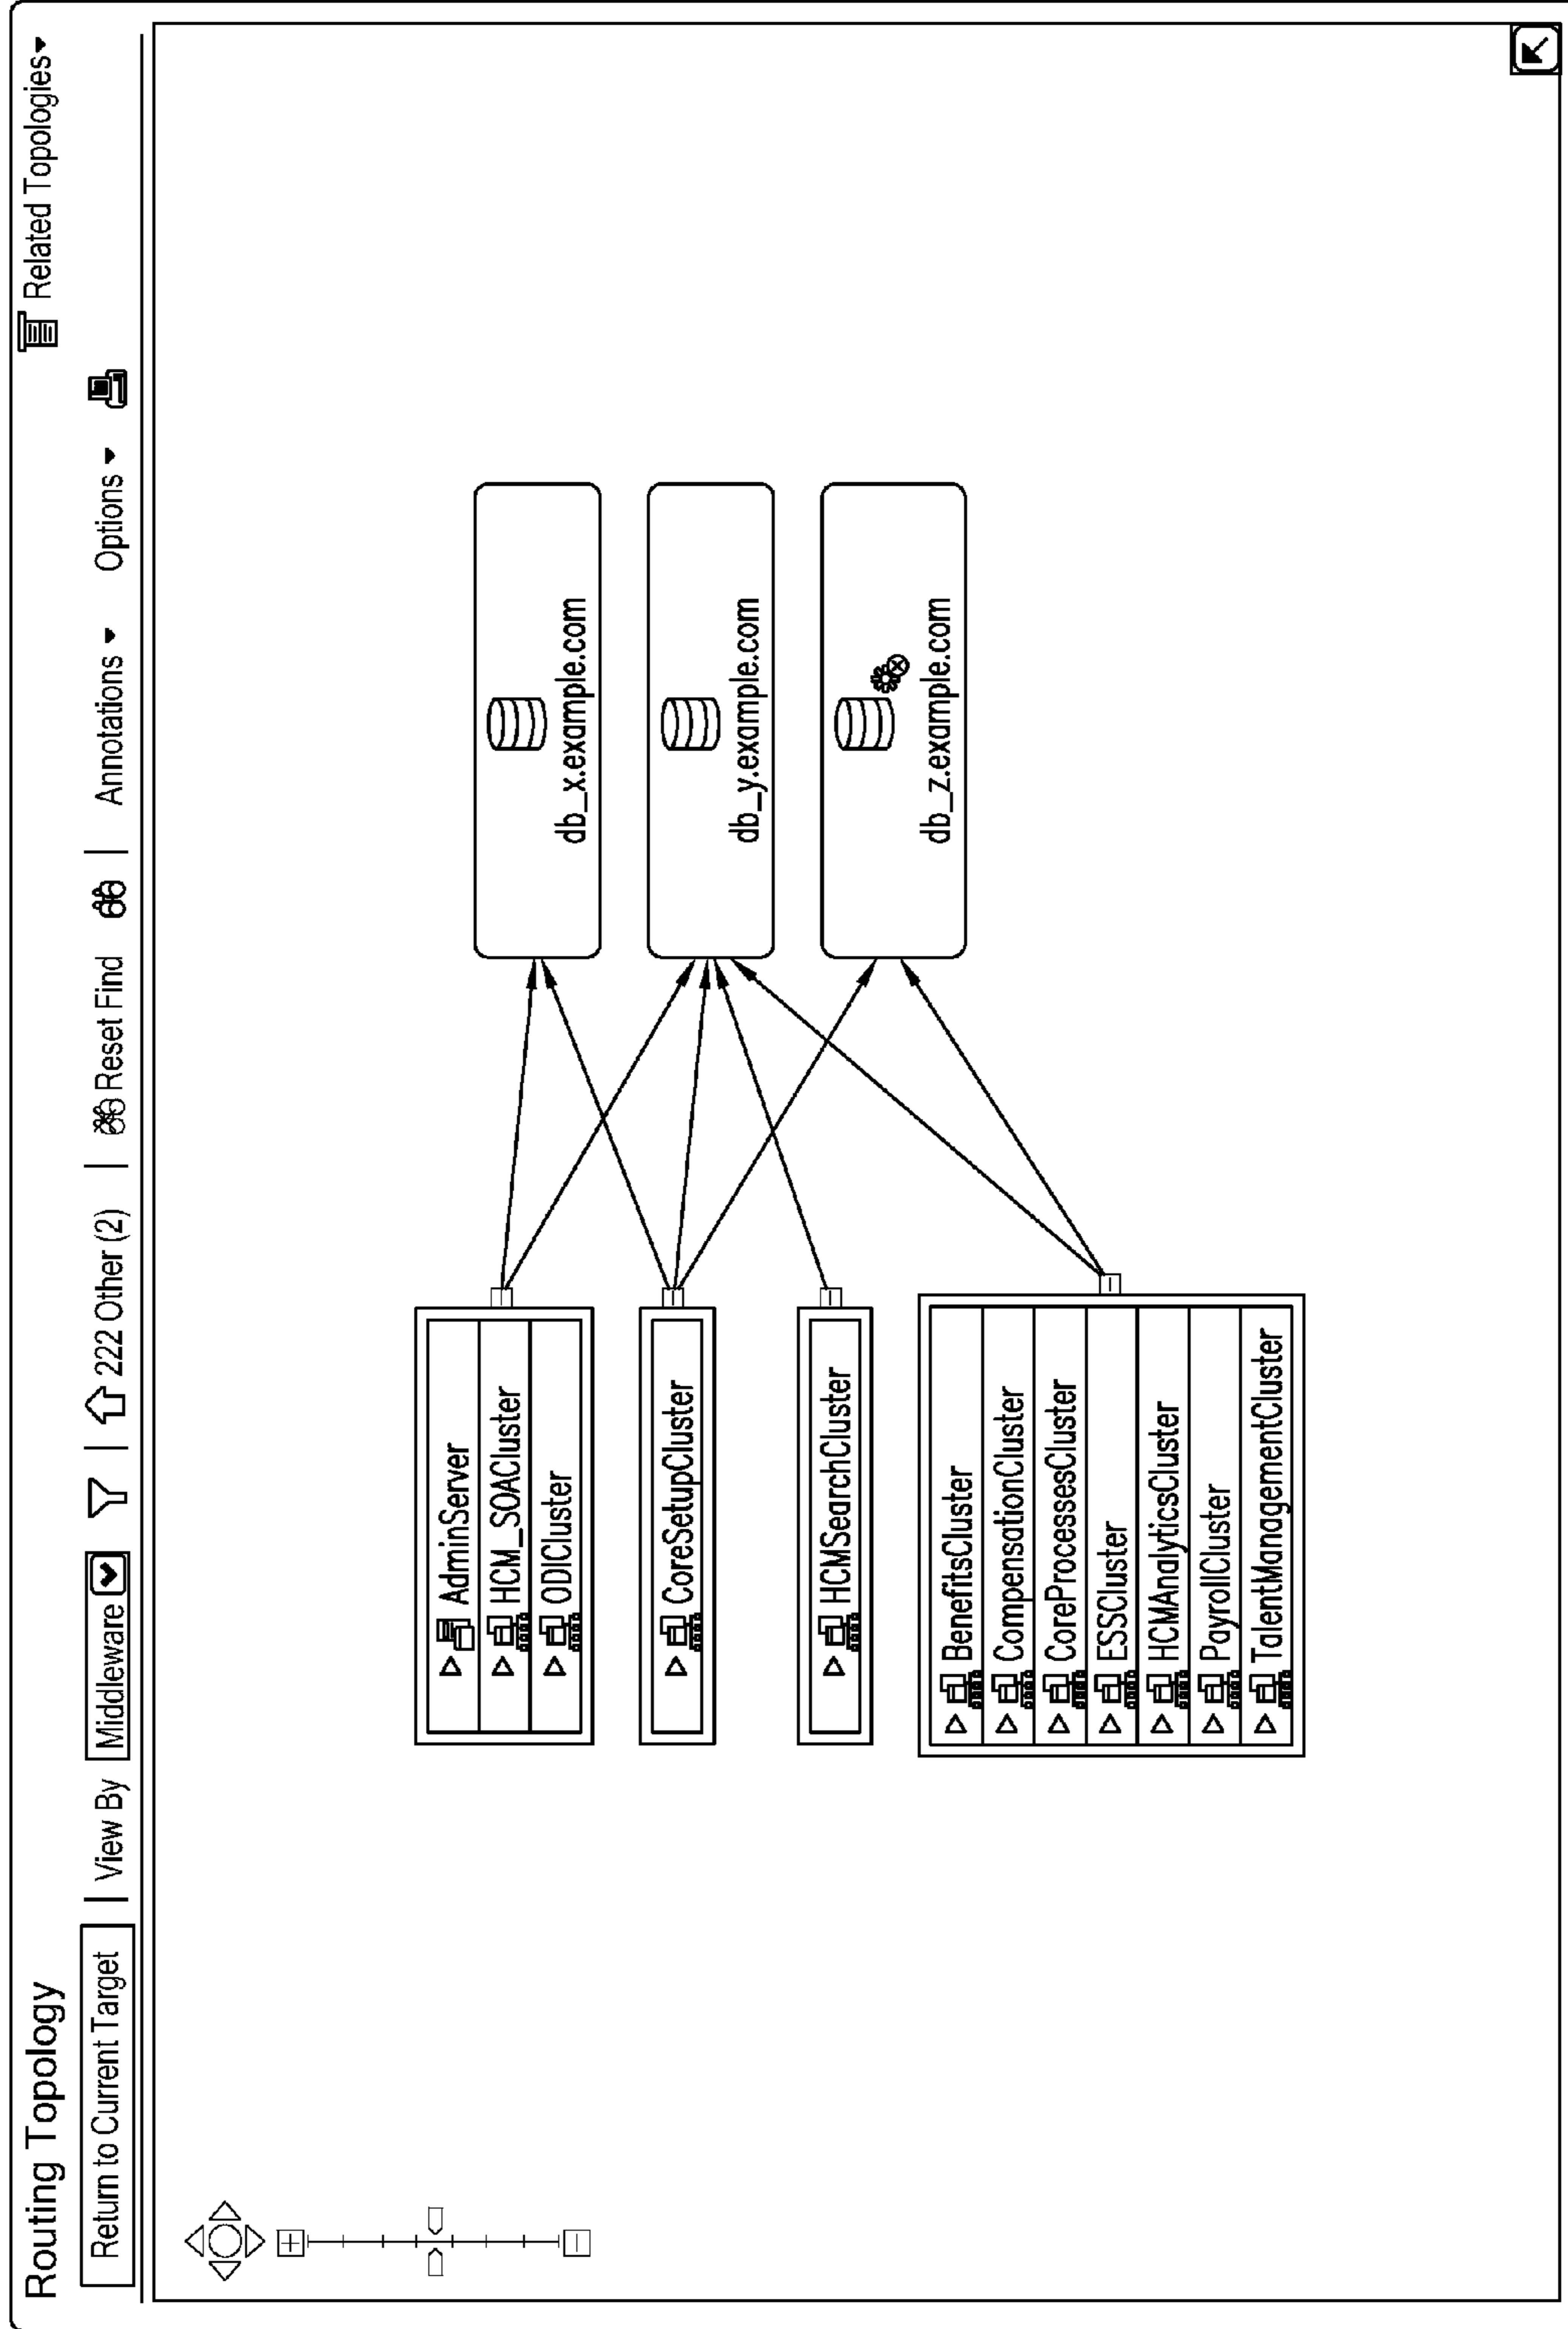 Routing Topology
Related Topologies
Return to Current Target | View By Middleware | 222 Other (2) | Reset Find | Annotations Options
AdminServer
HCM_SOACluster
ODICluster
CoreSetupCluster
HCMSearchCluster
BenefitsCluster
CompensationCluster
CoreProcessesCluster
ESSCluster
HCMAnalyticsCluster
PayrollCluster
TalentManagementCluster
db_x.example.com
db_y.example.com
db_z.example.com